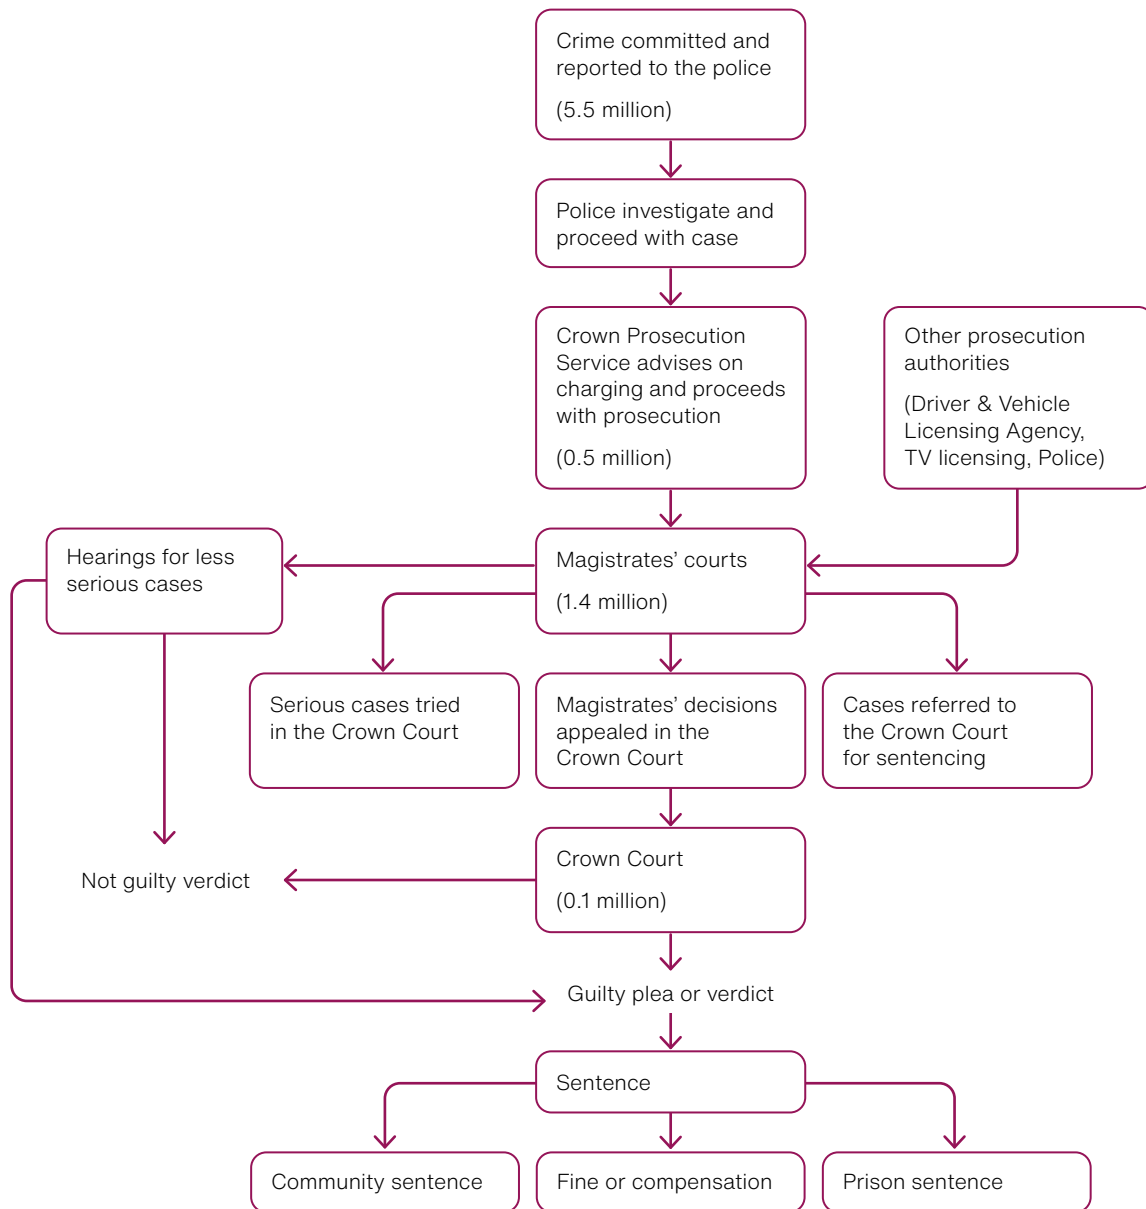 Crime committed and
reported to the police
(5.5 million)
Police investigate and
proceed with case
Crown Prosecution
Service advises on
charging and proceeds
with prosecution
(0.5 million)
Other prosecution
authorities
(Driver & Vehicle
Licensing Agency,
TV licensing, Police)
Hearings for less
serious cases
Magistrates’ courts
(1.4 million)
Serious cases tried
in the Crown Court
Magistrates’ decisions
appealed in the
Crown Court
Cases referred to
the Crown Court
for sentencing
Not guilty verdict
Crown Court
(0.1 million)
Guilty plea or verdict
Sentence
Community sentence
Fine or compensation
Prison sentence